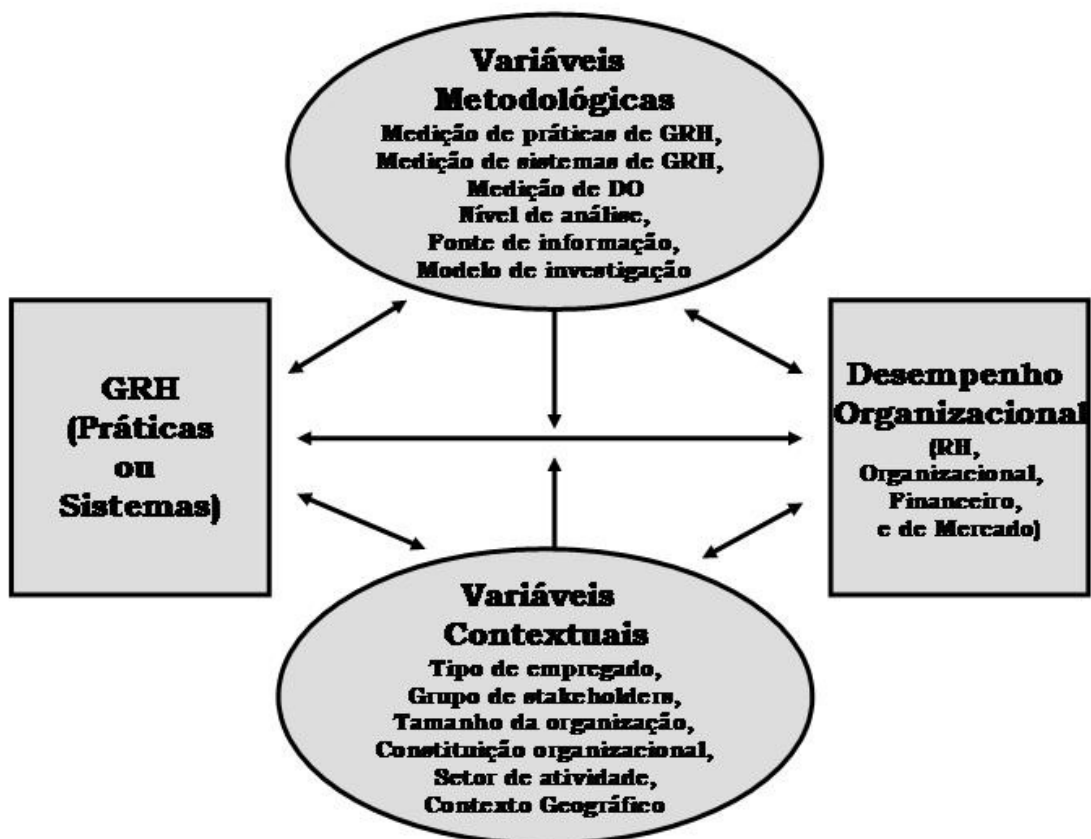 Variáveis
Metodológicas
Medição de práticas de GRH,
Medição de sistemas de GRH,
Medição de DO
Nível de análise,
Fonte de informação,
Modelo de investigação
GRH
(Práticas
ou
Sistemas)
Desempenho
Organizacional
(RH,
Organizacional,
Financeiro,
e de Mercado)
Variáveis
Contextuais
Tipo de empregado,
Grupo de stakeholders,
Tamanho da organização,
Constituição organizacional,
Setor de atividade,
Contexto Geográfico